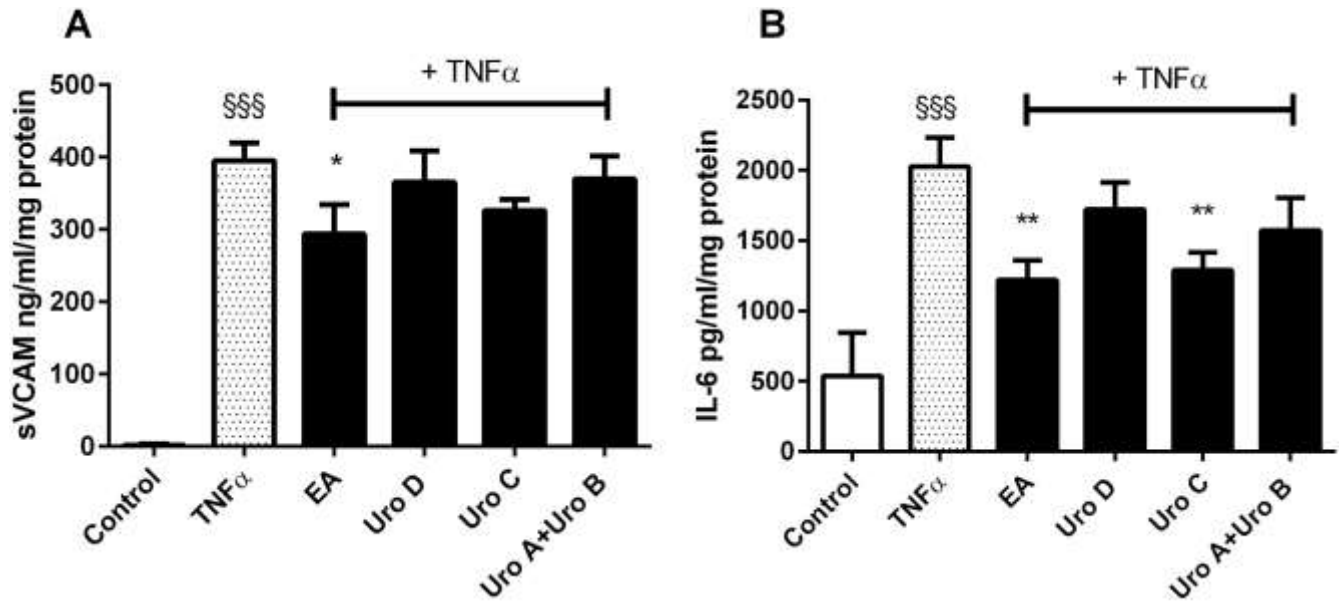 A
+ TNFα
sVCAM ng/ml/mg protein
500
400
300
200
100
0
§§§
*
Control
TNFα
EA
Uro D
Uro C
Uro A+Uro B
B
+ TNFα
IL-6 pg/ml/mg protein
2500
2000
1500
1000
500
0
§§§
**
**
Control
TNFα
EA
Uro D
Uro C
Uro A+Uro B